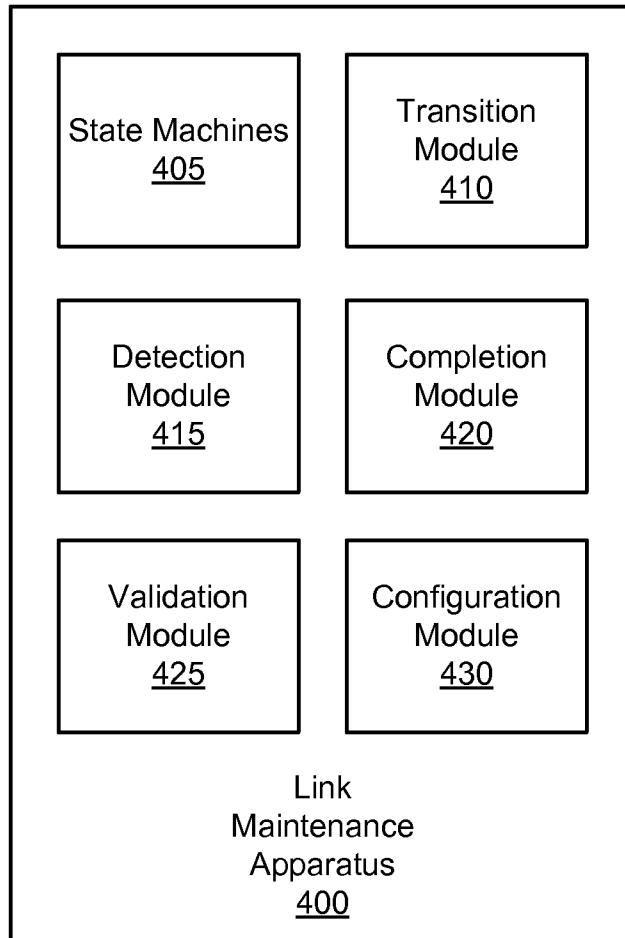 State Machines
405
Transition
Module
410
Detection
Module
415
Completion
Module
420
Validation
Module
425
Configuration
Module
430
Link
Maintenance
Apparatus
400